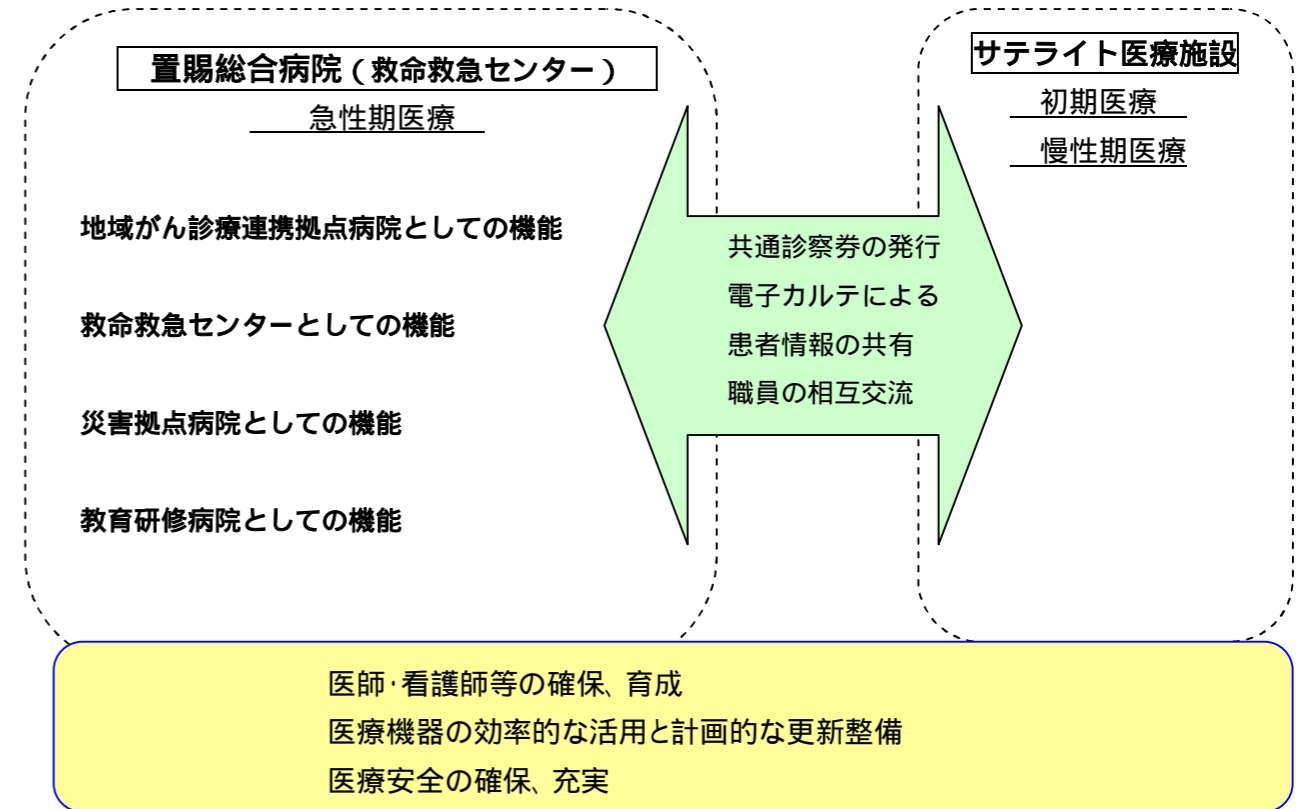 置賜総合病院(救命救急センター)
急性期医療
地域がん診療連携拠点病院としての機能
救命救急センターとしての機能
災害拠点病院としての機能
教育研修病院としての機能
共通診察券の発行
電子カルテによる
患者情報の共有
職員の相互交流
サテライト医療施設
初期医療
慢性期医療
医師・看護師等の確保、育成
医療機器の効率的な活用と計画的な更新整備
医療安全の確保、充実